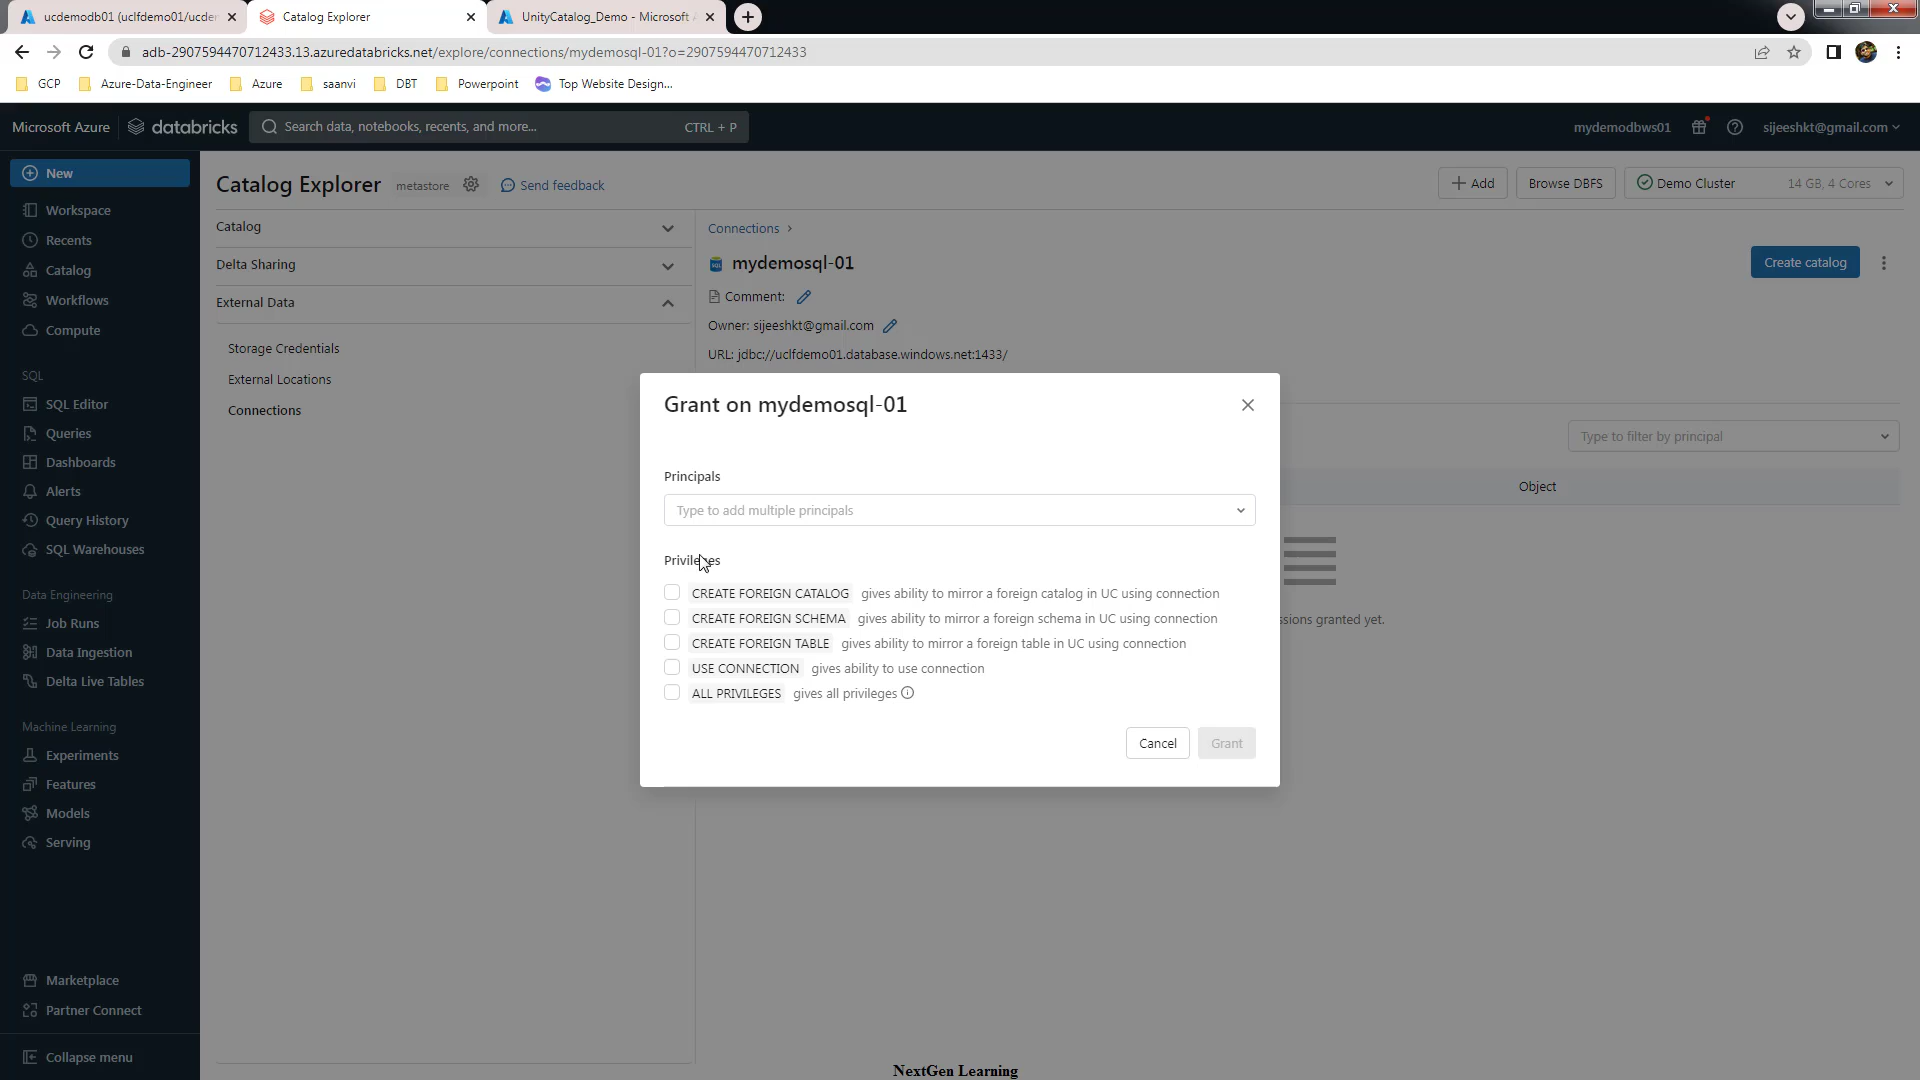 ucdemodb01 (uclfdemo01/ucder
Catalog Explorer
UnityCatalog_Demo - Microsoft
adb-2907594470712433.13.azuredatabricks.net/explore/connections/mydemosql-01?o=2907594470712433
GCP
Azure-Data-Engineer
Azure
saanvi
DBT
Powerpoint
Top Website Design...
Microsoft Azure
databricks
Search data, notebooks, recents, and more...
CTRL + P
mydemodbws01
sijeeshkt@gmail.com
New
Workspace
Recents
Catalog
Workflows
Compute
SQL
SQL Editor
Queries
Dashboards
Alerts
Query History
SQL Warehouses
Data Engineering
Job Runs
Data Ingestion
Delta Live Tables
Machine Learning
Experiments
Features
Models
Serving
Marketplace
Partner Connect
Collapse menu
Catalog Explorer
metastore
Send feedback
+ Add
Browse DBFS
Demo Cluster
14 GB, 4 Cores
Catalog
Delta Sharing
External Data
Storage Credentials
External Locations
Connections
Connections >
mydemosql-01
Create catalog
Comment:
Owner: sijeeshkt@gmail.com
URL: jdbc://uclfdemo01.database.windows.net:1433/
Type to filter by principal
Object
sions granted yet.
Grant on mydemosql-01
Principals
Type to add multiple principals
Privileges
CREATE FOREIGN CATALOG gives ability to mirror a foreign catalog in UC using connection
CREATE FOREIGN SCHEMA gives ability to mirror a foreign schema in UC using connection
CREATE FOREIGN TABLE gives ability to mirror a foreign table in UC using connection
USE CONNECTION gives ability to use connection
ALL PRIVILEGES gives all privileges
Cancel
Grant
NextGen Learning